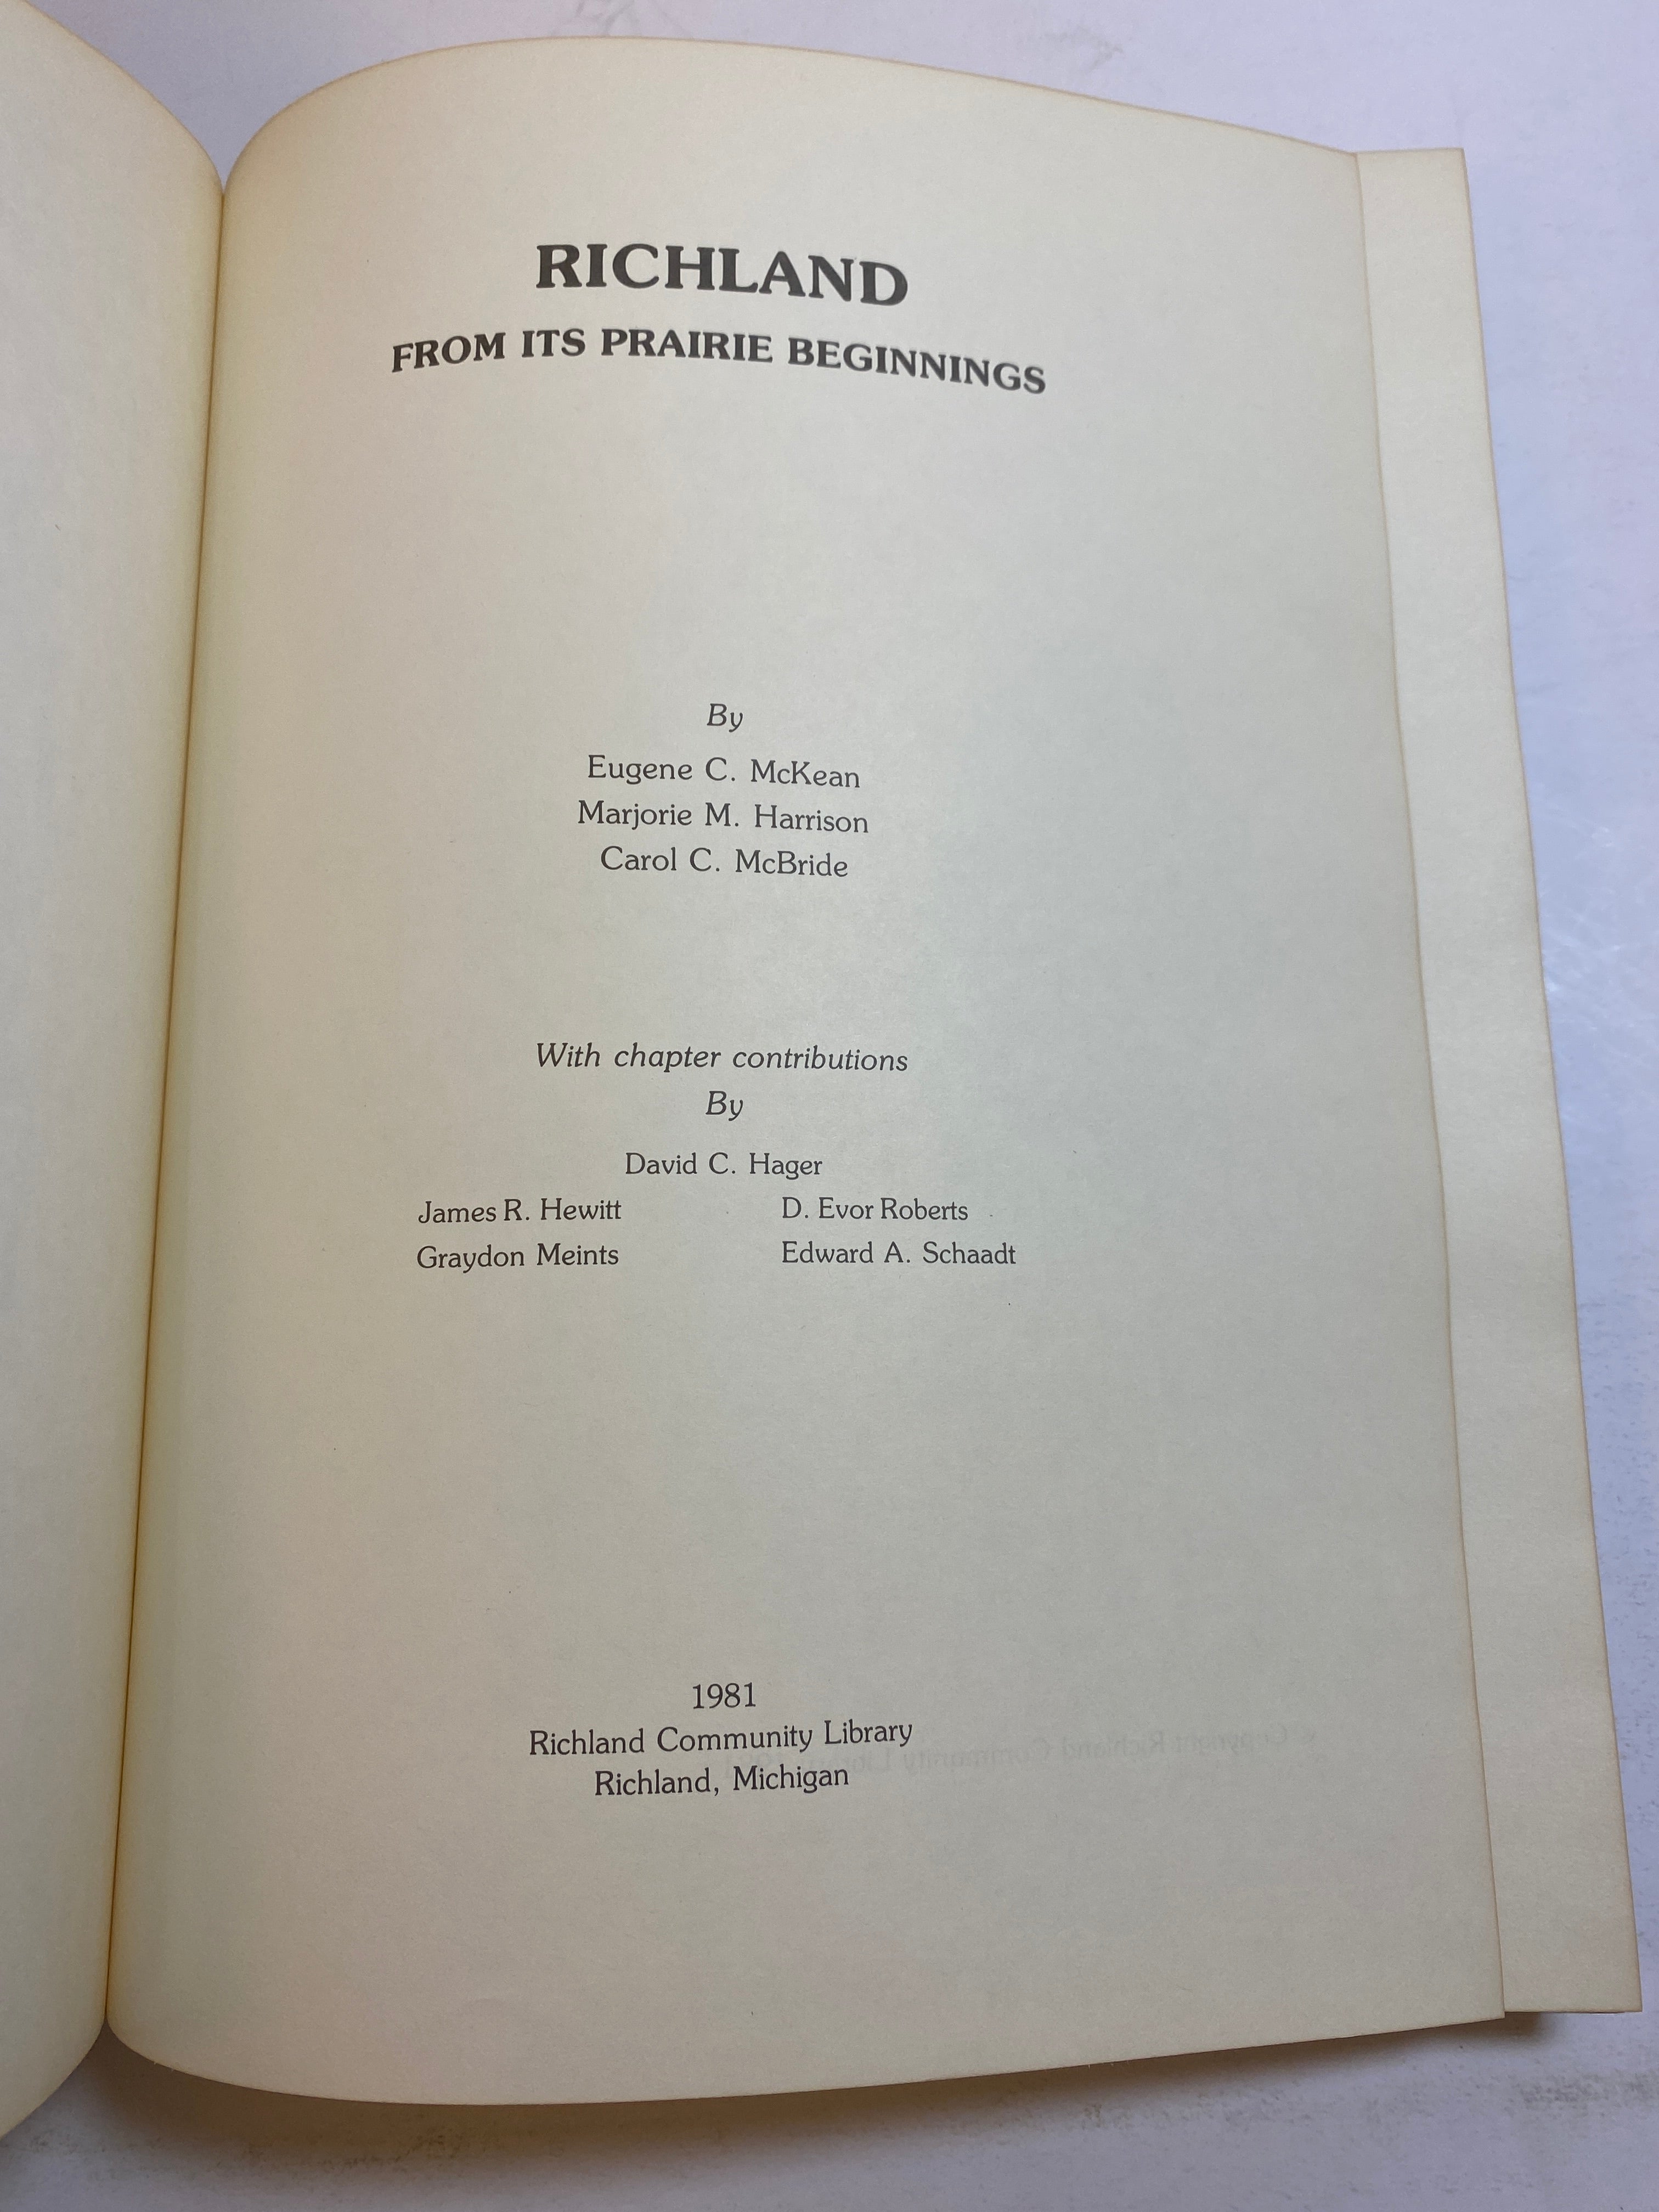 RICHLAND
FROM ITS PRAIRIE BEGINNINGS
By
Eugene C. McKean
Marjorie M. Harrison
Carol C. McBride
With chapter contributions
By
David C. Hager
James R. Hewitt D. Evor Roberts
Graydon Meints Edward A. Schaadt
1981
Richland Community Library
Richland, Michigan